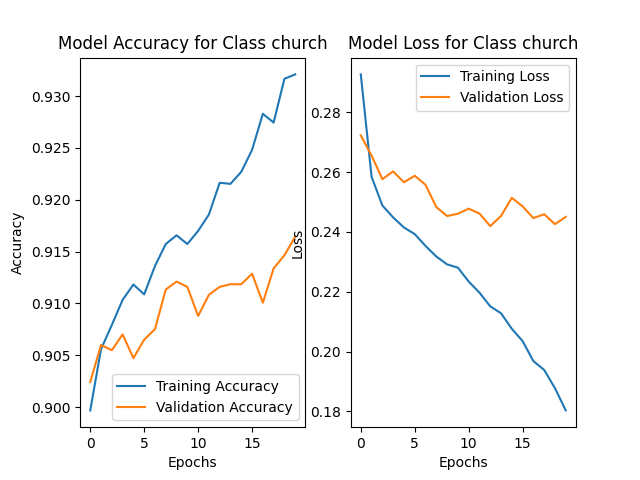 Model Accuracy for Class church
0.930
0.925
0.920
0.915
0.910
0.905
0.900
Accuracy
0
5
10
15
Epochs
Training Accuracy
Validation Accuracy
Model Loss for Class church
0.28
0.26
0.24
0.22
0.20
0.18
Loss
0
5
10
15
Epochs
Training Loss
Validation Loss